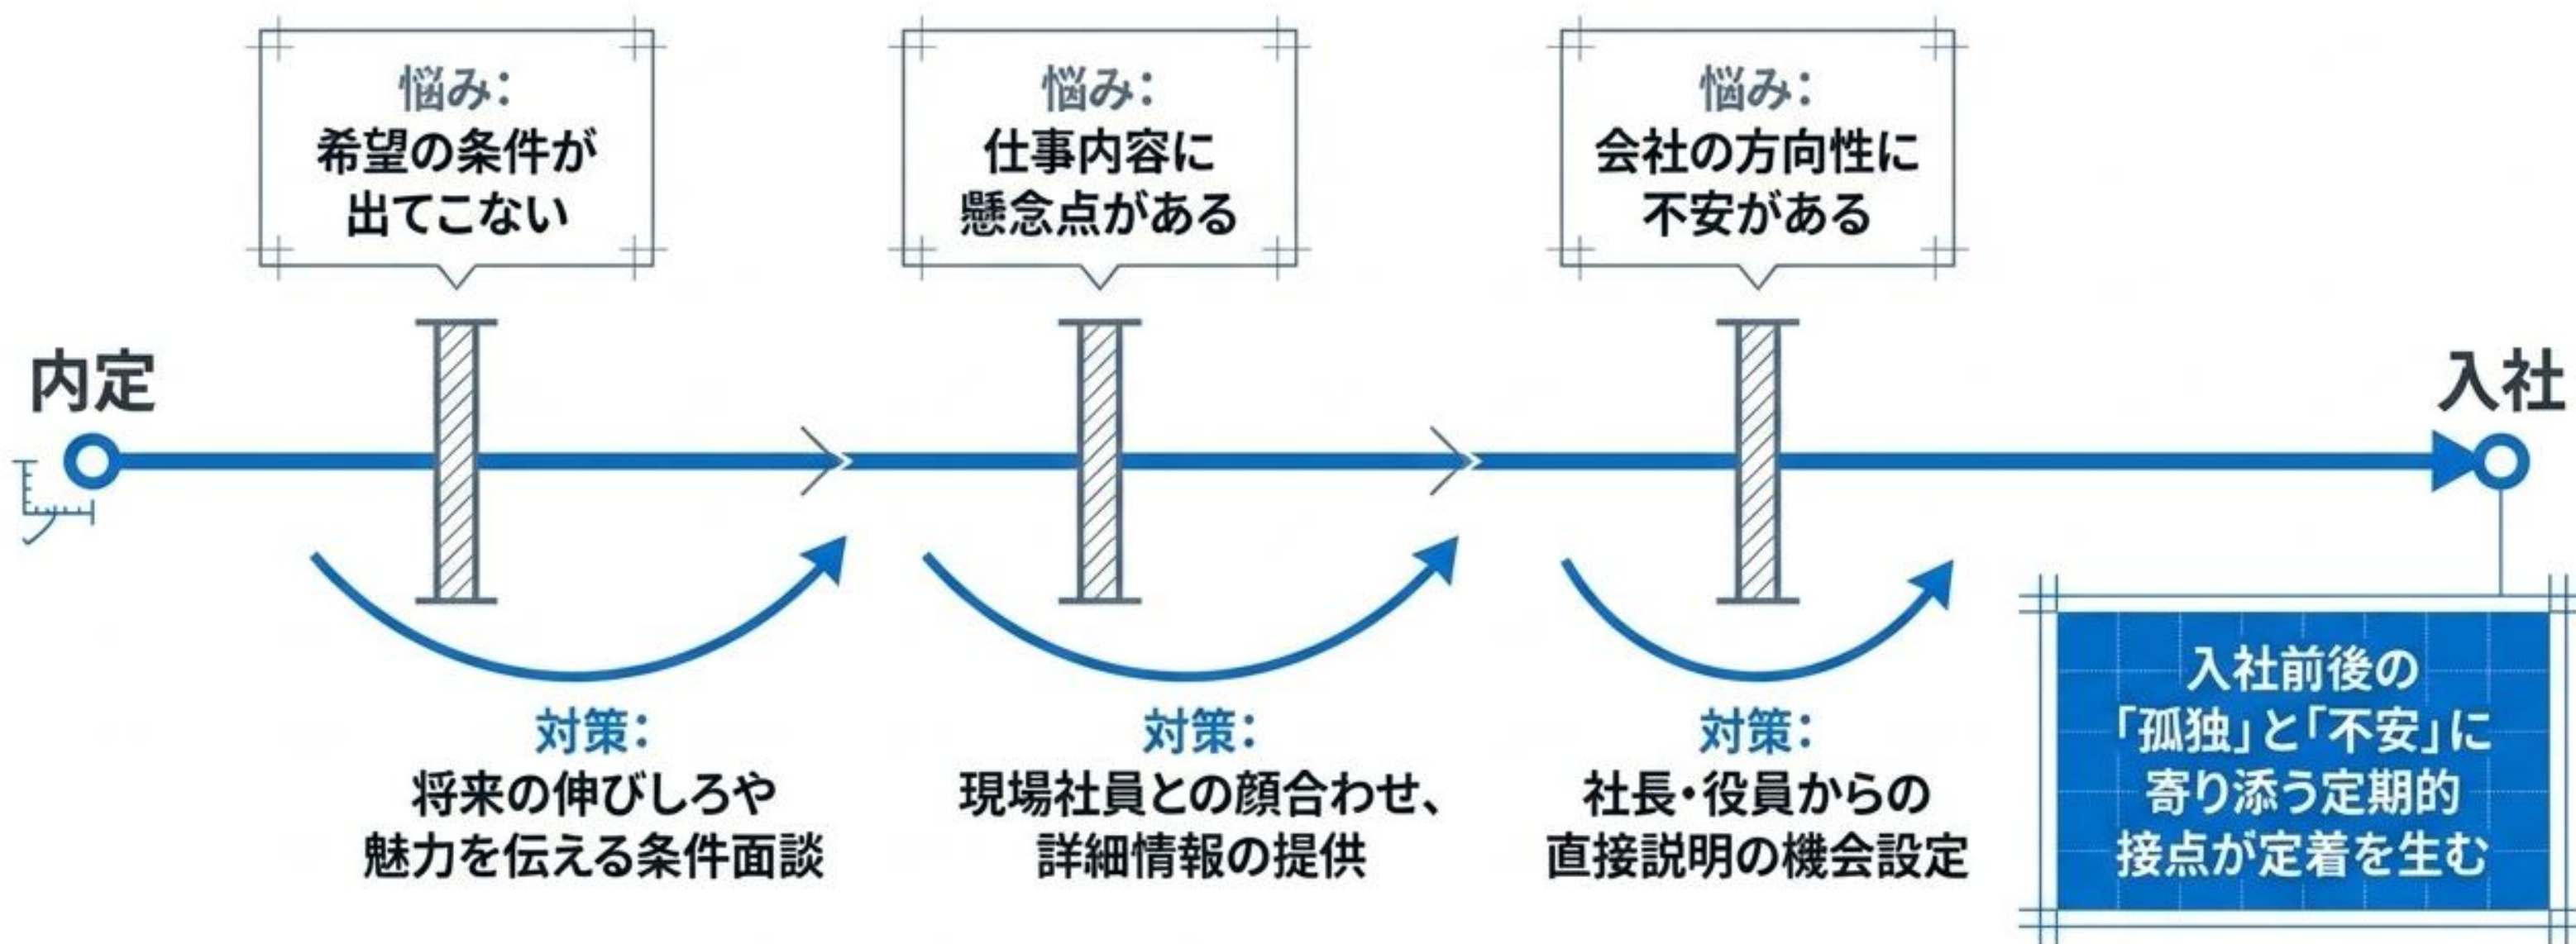 悩み：
希望の条件が
出てこない
悩み：
仕事内容に
懸念点がある
悩み：
会社の方向性に
不安がある
内定
入社
対策：
将来の伸びしろや
魅力を伝える条件面談
対策：
現場社員との顔合わせ、
詳細情報の提供
対策：
社長・役員からの
直接説明の機会設定
入社前後の
「孤独」と「不安」に
寄り添う定期的
接点が定着を生む